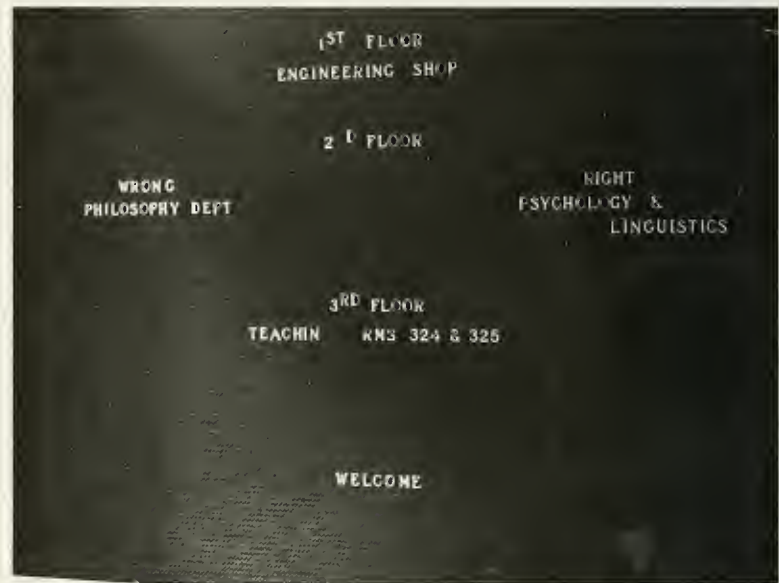 1ST FLOOR
ENGINEERING SHOP
2 D FLOOR
WRONG
PHILOSOPHY DEPT
RIGHT
PSYCHOLOGY &
LINGUISTICS
3RD FLOOR
TEACHIN RMS 324 & 325
WELCOME